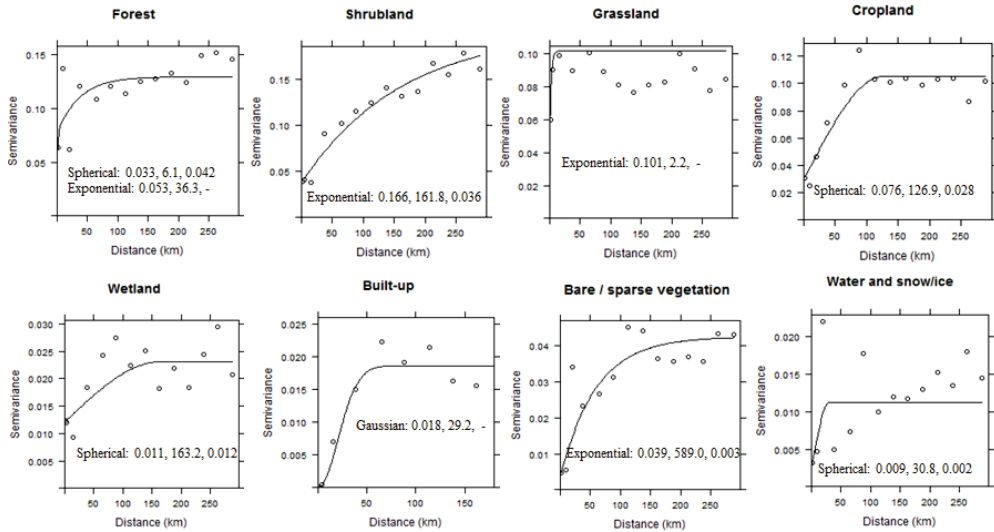 Forest
Semivariance
0.15
0.10
0.05
Spherical: 0.033, 6.1, 0.042
Exponential: 0.053, 36.3, -
50 100 150 200 250
Distance (km)
Shrubland
Semivariance
0.15
0.10
0.05
Exponential: 0.166, 161.8, 0.036
50 100 150 200 250
Distance (km)
Grassland
Semivariance
0.10
0.08
0.06
0.04
0.02
Exponential: 0.101, 2.2, -
50 100 150 200 250
Distance (km)
Cropland
Semivariance
0.12
0.10
0.08
0.06
0.04
0.02
Spherical: 0.076, 126.9, 0.028
50 100 150 200 250
Distance (km)
Wetland
Semivariance
0.030
0.025
0.020
0.015
0.010
0.005
Spherical: 0.011, 163.2, 0.012
50 100 150 200 250
Distance (km)
Built-up
Semivariance
0.025
0.020
0.015
0.010
0.005
Gaussian: 0.018, 29.2, -
50 100 150
Distance (km)
Bare / sparse vegetation
Semivariance
0.04
0.03
0.02
0.01
Exponential: 0.039, 589.0, 0.003
50 100 150 200 250
Distance (km)
Water and snow/ice
Semivariance
0.020
0.015
0.010
0.005
Spherical: 0.009, 30.8, 0.002
50 100 150 200 250
Distance (km)